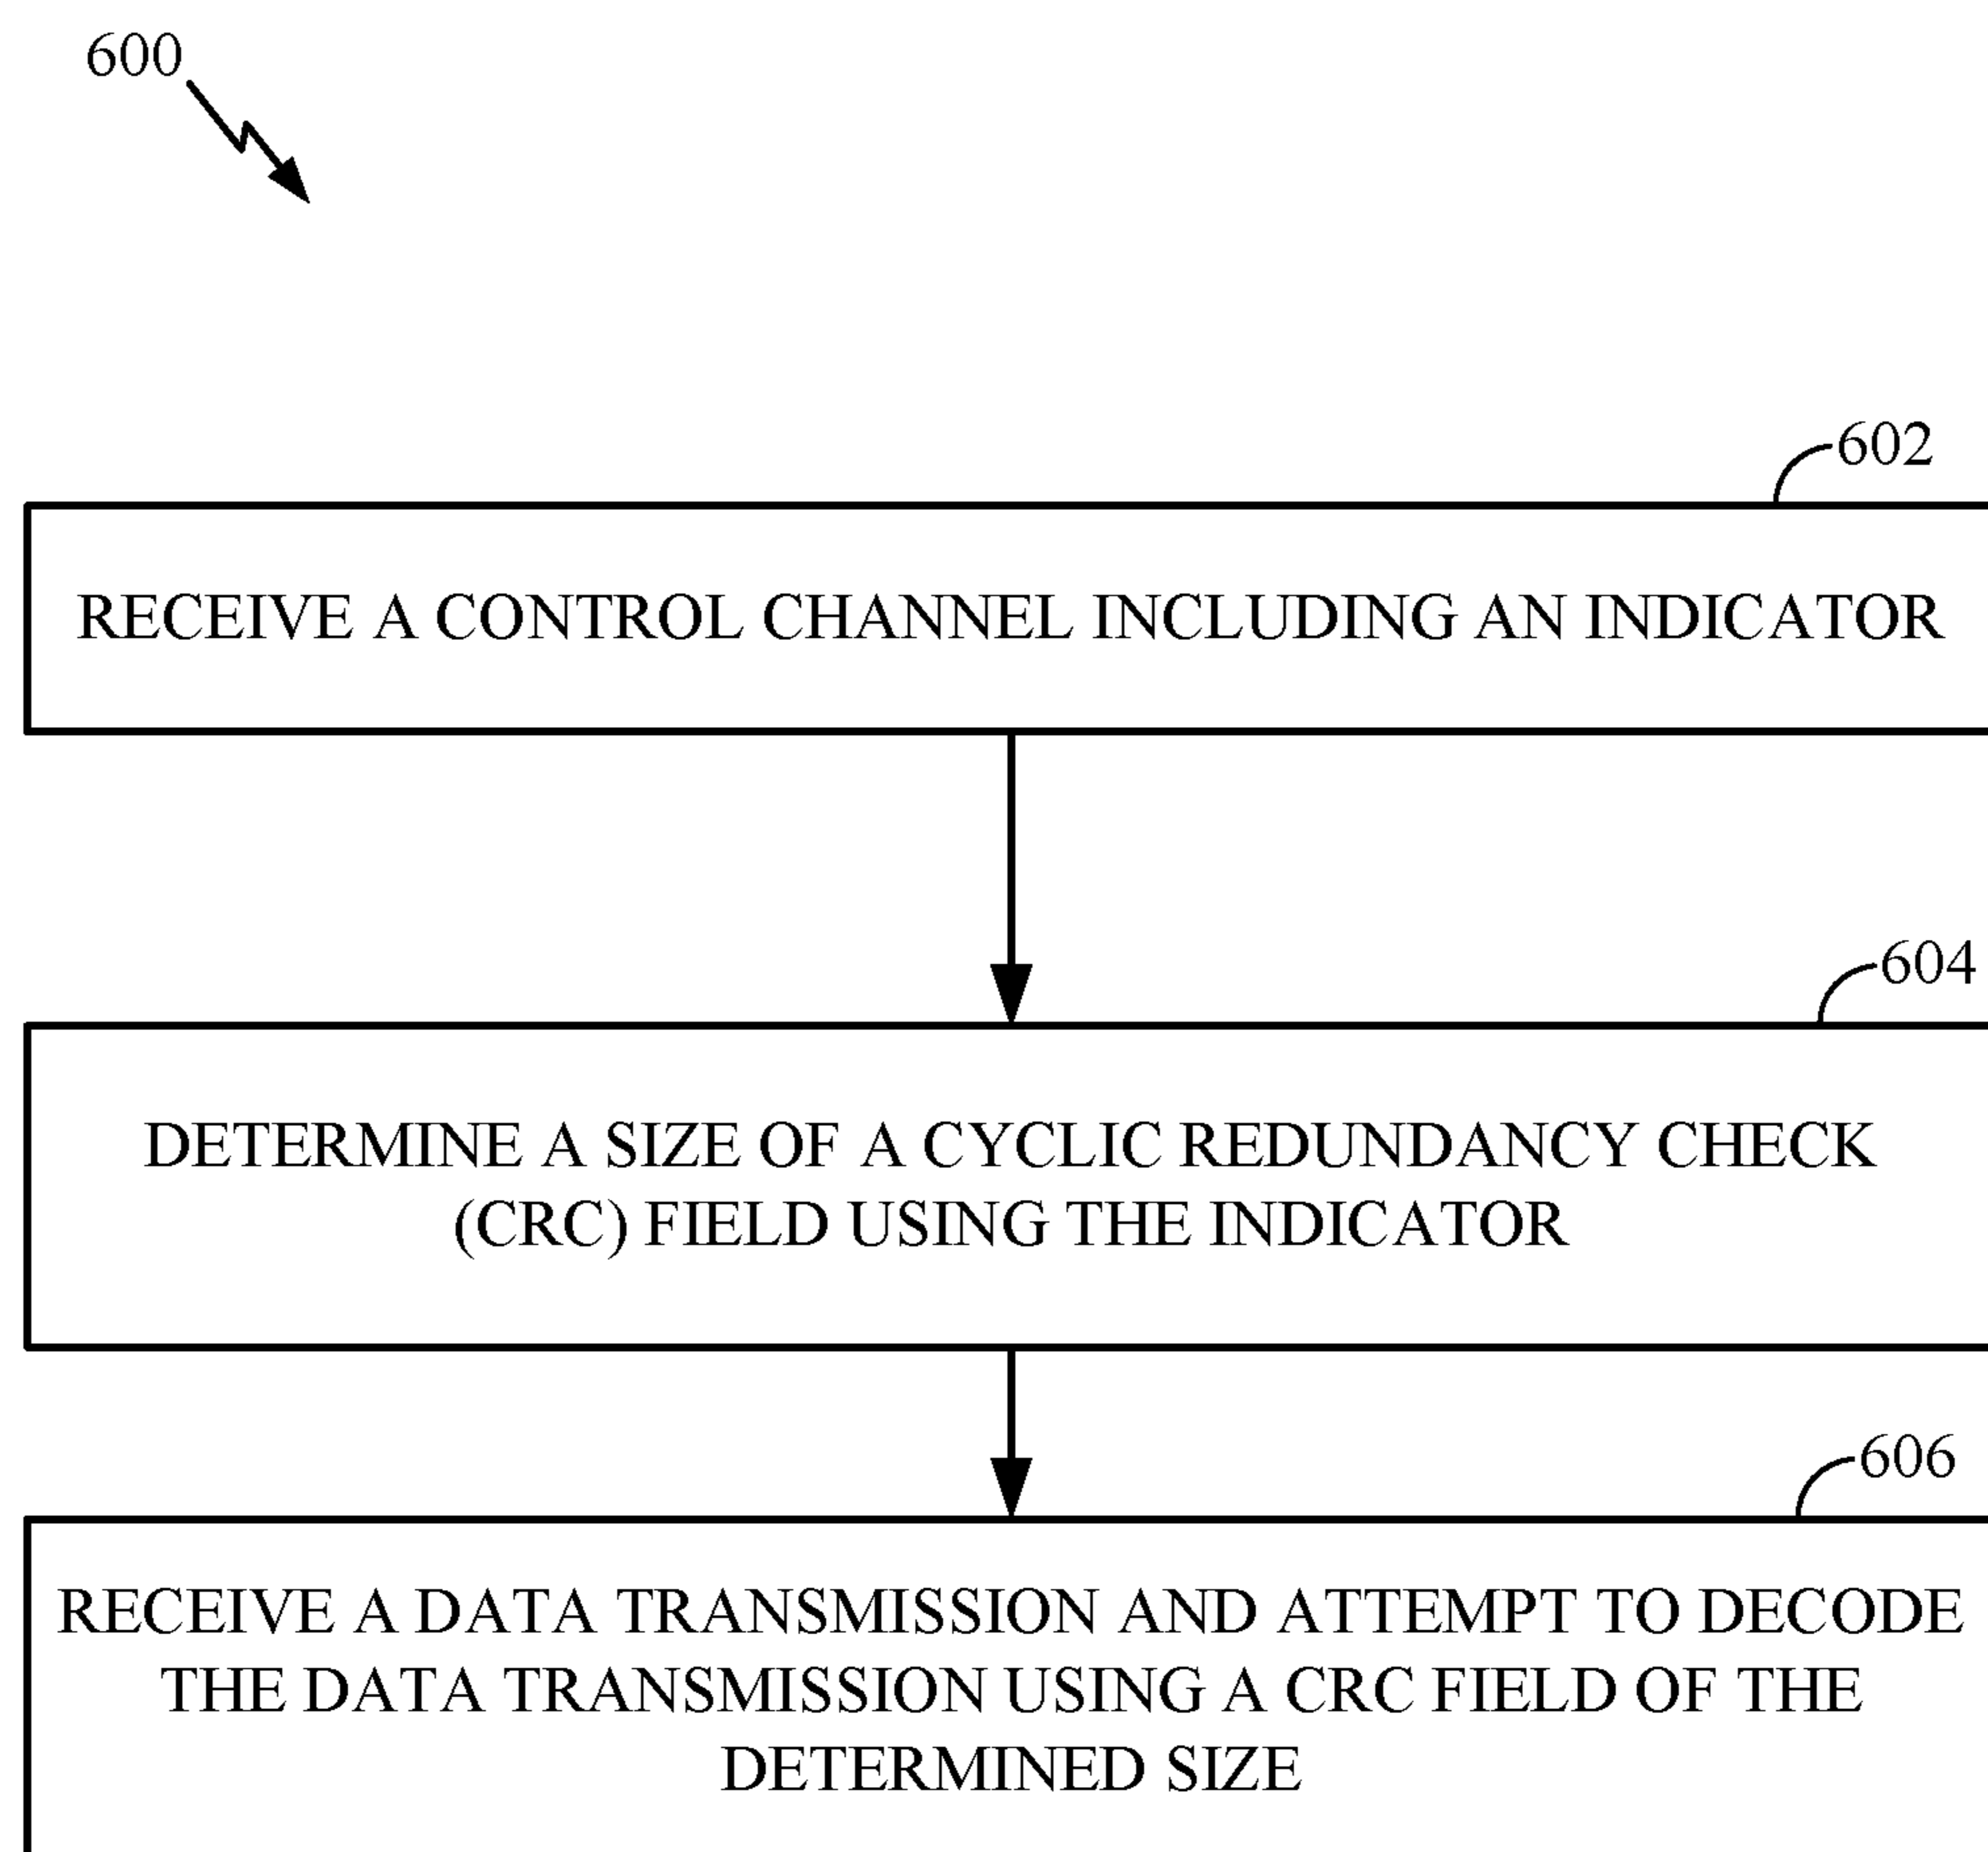 600
602
RECEIVE A CONTROL CHANNEL INCLUDING AN INDICATOR
604
DETERMINE A SIZE OF A CYCLIC REDUNDANCY CHECK
(CRC) FIELD USING THE INDICATOR
606
RECEIVE A DATA TRANSMISSION AND ATTEMPT TO DECODE
THE DATA TRANSMISSION USING A CRC FIELD OF THE
DETERMINED SIZE